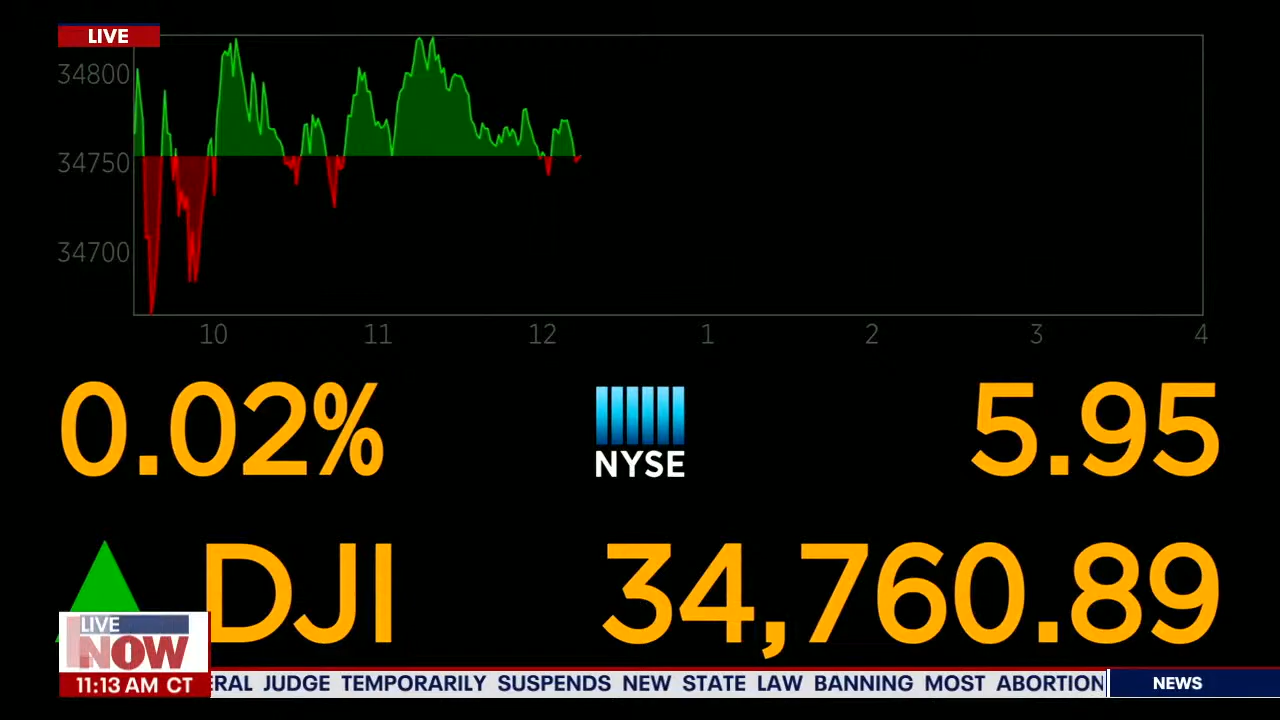 LIVE
34800
34750
34700
10 11 12 1 2 3 4
0.02%
NYSE
5.95
DJI
34,760.89
LIVE
NOW
11:13 AM CT
ERAL JUDGE TEMPORARILY SUSPENDS NEW STATE LAW BANNING MOST ABORTION
NEWS